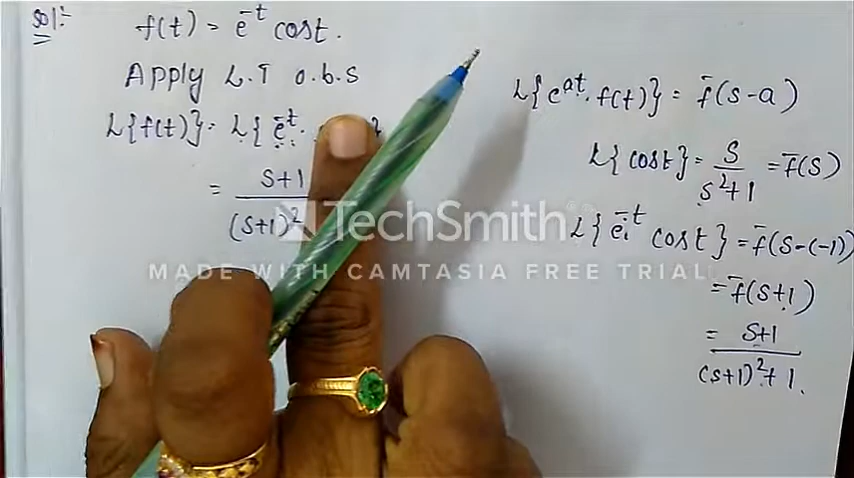 Sol:-
f(t) = e^-t cost.
Apply L.T o.b.s
L{f(t)} = L{e^-t.
= s+1
(s+1)^2
L{e^at. f(t)} = f̄(s-a)
L{cost} = s/s^2+1 = f̄(s)
L{e^-t cost} = f̄(s-(-1))
= f̄(s+1)
= s+1
(s+1)^2+1.
TechSmith
MADE WITH CAMTASIA FREE TRIAL